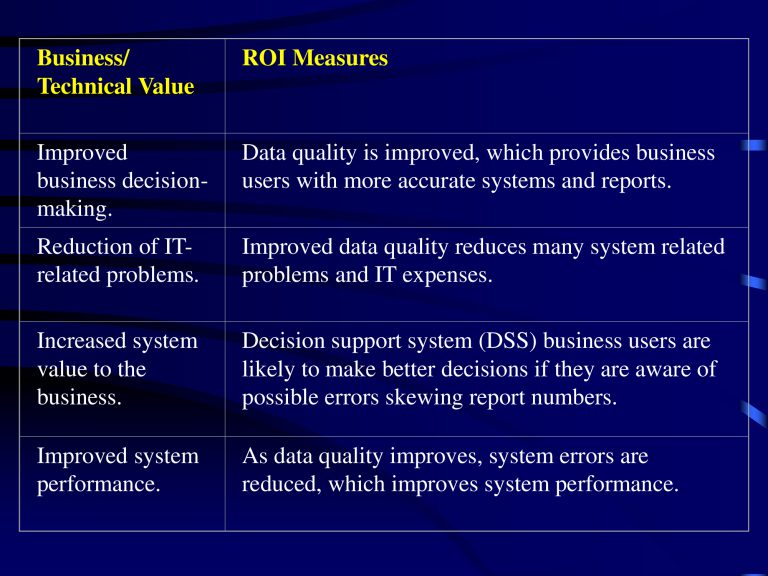 Business/
Technical Value
ROI Measures
Improved
business decision-
making.
Data quality is improved, which provides business
users with more accurate systems and reports.
Reduction of IT-
related problems.
Improved data quality reduces many system related
problems and IT expenses.
Increased system
value to the
business.
Decision support system (DSS) business users are
likely to make better decisions if they are aware of
possible errors skewing report numbers.
Improved system
performance.
As data quality improves, system errors are
reduced, which improves system performance.